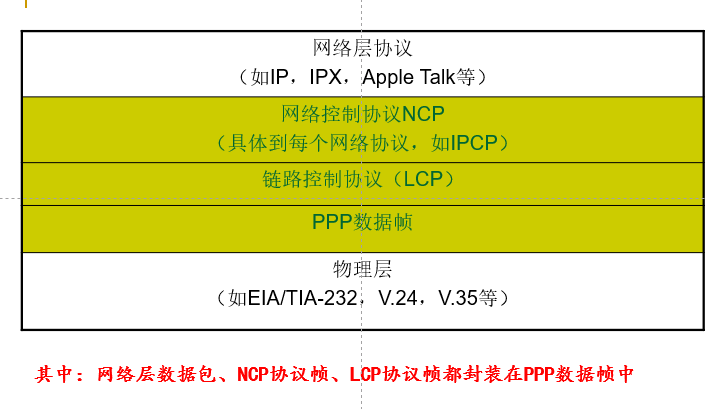 网络层协议
（如IP，IPX，Apple Talk等）
网络控制协议NCP
（具体到每个网络协议，如IPCP）
链路控制协议（LCP）
PPP数据帧
物理层
（如EIA/TIA-232，V.24，V.35等）
其中：网络层数据包、NCP协议帧、LCP协议帧都封装在PPP数据帧中